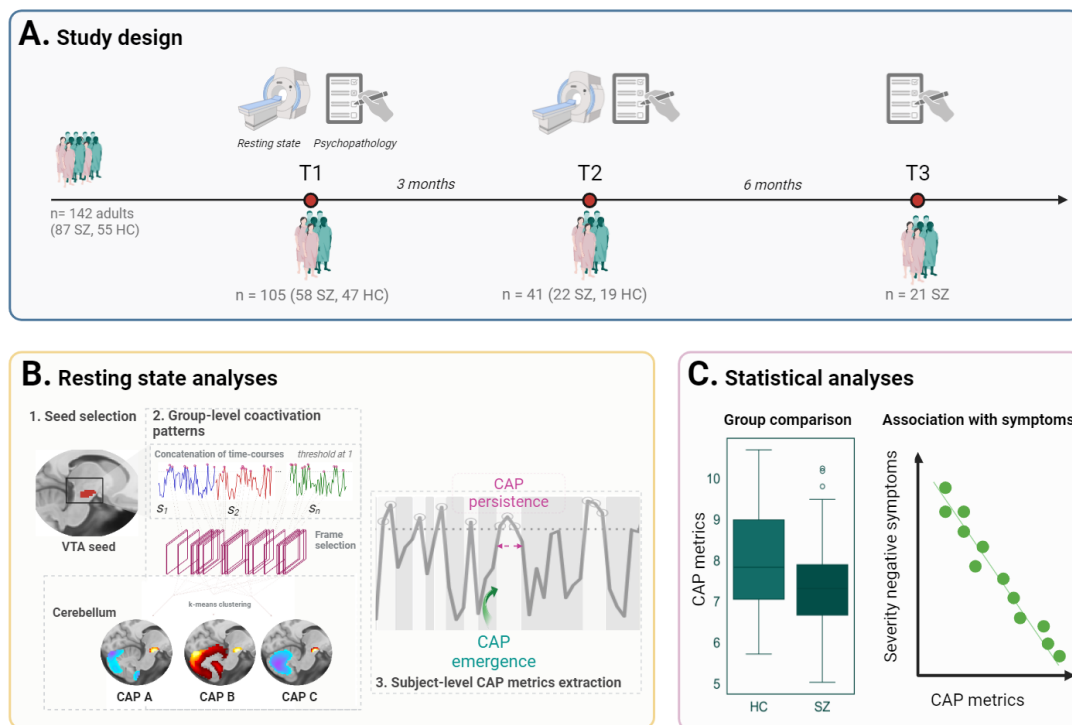 A. Study design
Resting state
Psychopathology
T1
3 months
T2
6 months
T3
n= 142 adults
(87 SZ, 55 HC)
n = 105 (58 SZ, 47 HC)
n = 41 (22 SZ, 19 HC)
n = 21 SZ
B. Resting state analyses
1. Seed selection
VTA seed
2. Group-level coactivation
patterns
Concatenation of time-courses
threshold at 1
...
S1
S2
Sn
Frame
selection
Cerebellum
k-means clustering
CAP A
CAP B
CAP C
CAP
persistence
CAP
emergence
3. Subject-level CAP metrics extraction
C. Statistical analyses
Group comparison
CAP metrics
10
9
8
7
6
5
HC
SZ
Association with symptoms
Severity negative symptoms
CAP metrics